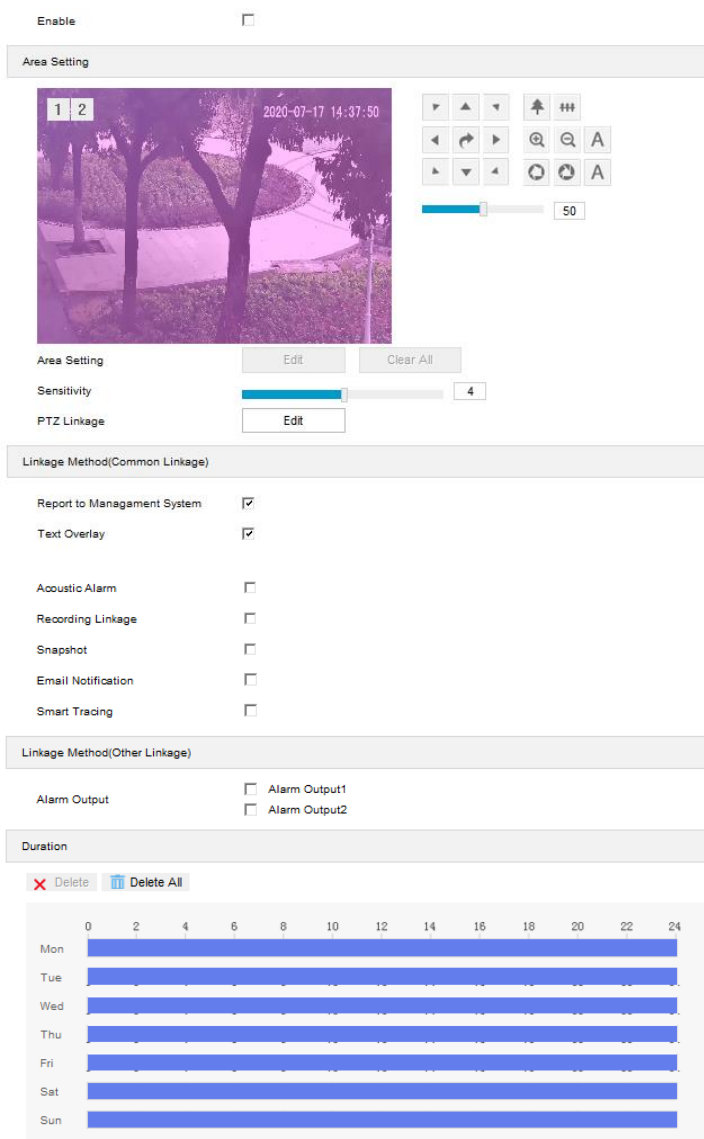 Enable
Area Setting
1 2
2020-07-17 14:37:50
A
A
50
Area Setting Edit Clear All
Sensitivity 4
PTZ Linkage Edit
Linkage Method(Common Linkage)
Report to Managament System
Text Overlay
Acoustic Alarm
Recording Linkage
Snapshot
Email Notification
Smart Tracing
Linkage Method(Other Linkage)
Alarm Output
Alarm Output1
Alarm Output2
Duration
Delete Delete All
0 2 4 6 8 10 12 14 16 18 20 22 24
Mon
Tue
Wed
Thu
Fri
Sat
Sun